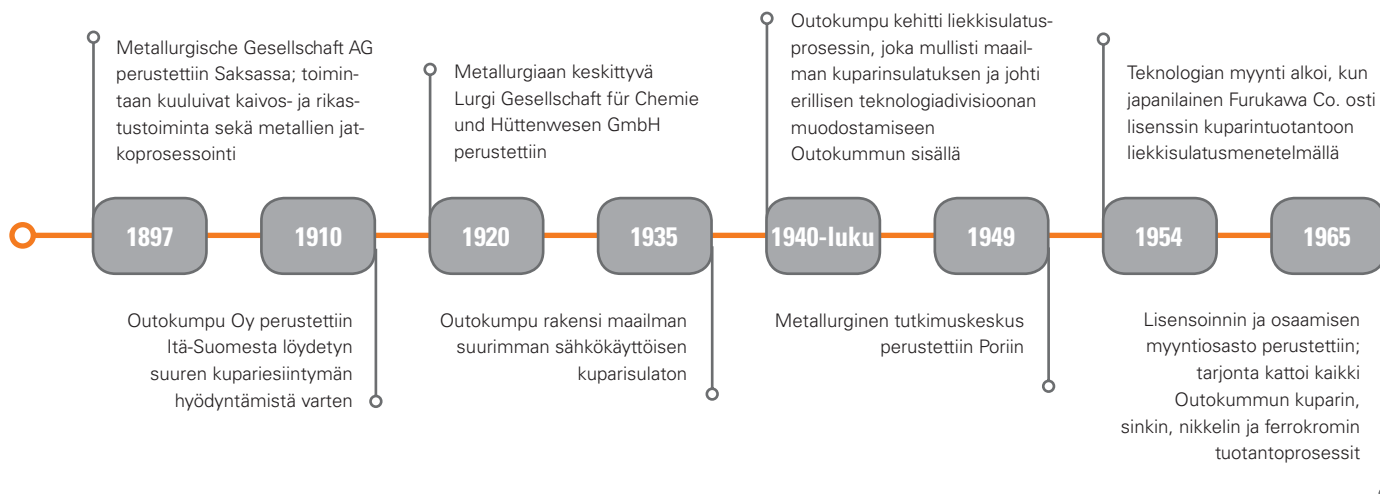 Metallurgische Gesellschaft AG
perustettiin Saksassa; toimin-
taan kuuluivat kaivos- ja rikas-
tustoiminta sekä metallien jat-
koprosessointi
Metallurgiaan keskittyvä
Lurgi Gesellschaft für Chemie
und Hüttenwesen GmbH
perustettiin
Outokumpu kehitti liekkisulatus-
prosessin, joka mullisti maail-
man kuparinsulatuksen ja johti
erillisen teknologiadivisioonan
muodostamiseen
Outokummun sisällä
Teknologian myynti alkoi, kun
japanilainen Furukawa Co. osti
lisenssin kuparintuotantoon
liekkisulatusmenetelmällä
1897
1910
1920
1935
1940-luku
1949
1954
1965
Outokumpu Oy perustettiin
Itä-Suomesta löydetyn
suuren kupariesiintymän
hyödyntämistä varten
Outokumpu rakensi maailman
suurimman sähkökäyttöisen
kuparisulaton
Metallurginen tutkimuskeskus
perustettiin Poriin
Lisensoinnin ja osaamisen
myyntiosasto perustettiin;
tarjonta kattoi kaikki
Outokummun kuparin,
sinkin, nikkelin ja ferrokromin
tuotantoprosessit